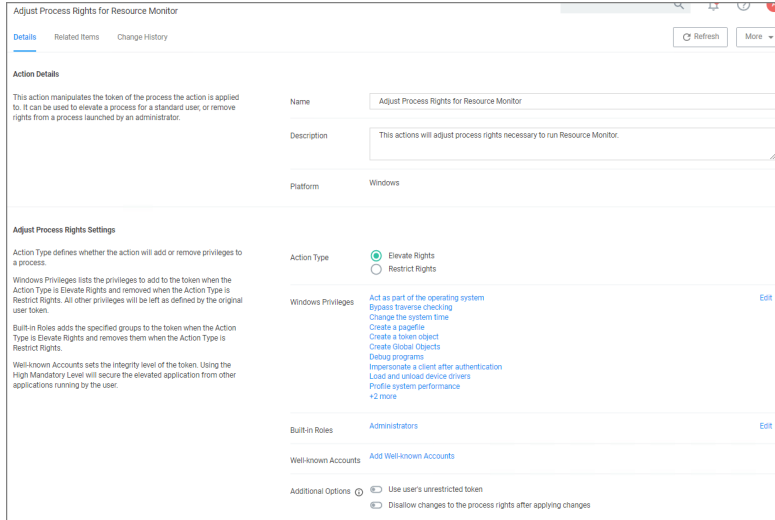 Adjust Process Rights for Resource Monitor
Details Related Items Change History
Refresh More
Action Details
This action manipulates the token of the process the action is applied
to. It can be used to elevate a process for a standard user, or remove
rights from a process launched by an administrator.
Name Adjust Process Rights for Resource Monitor
Description This actions will adjust process rights necessary to run Resource Monitor.
Platform Windows
Adjust Process Rights Settings
Action Type defines whether the action will add or remove privileges to
a process.
Windows Privileges lists the privileges to add to the token when the
Action Type is Elevate Rights and removed when the Action Type is
Restrict Rights. All other privileges will be left as defined by the original
user token.
Built-in Roles adds the specified groups to the token when the Action
Type is Elevate Rights and removes them when the Action Type is
Restrict Rights.
Well-known Accounts sets the integrity level of the token. Using the
High Mandatory Level will secure the elevated application from other
applications running by the user.
Action Type Elevate Rights
Restrict Rights
Windows Privileges Act as part of the operating system Edit
Bypass traverse checking
Change the system time
Create a pagefile
Create a token object
Create Global Objects
Debug programs
Impersonate a client after authentication
Load and unload device drivers
Profile system performance
+2 more
Built-in Roles Administrators Edit
Well-known Accounts Add Well-known Accounts
Additional Options Use user's unrestricted token
Disallow changes to the process rights after applying changes